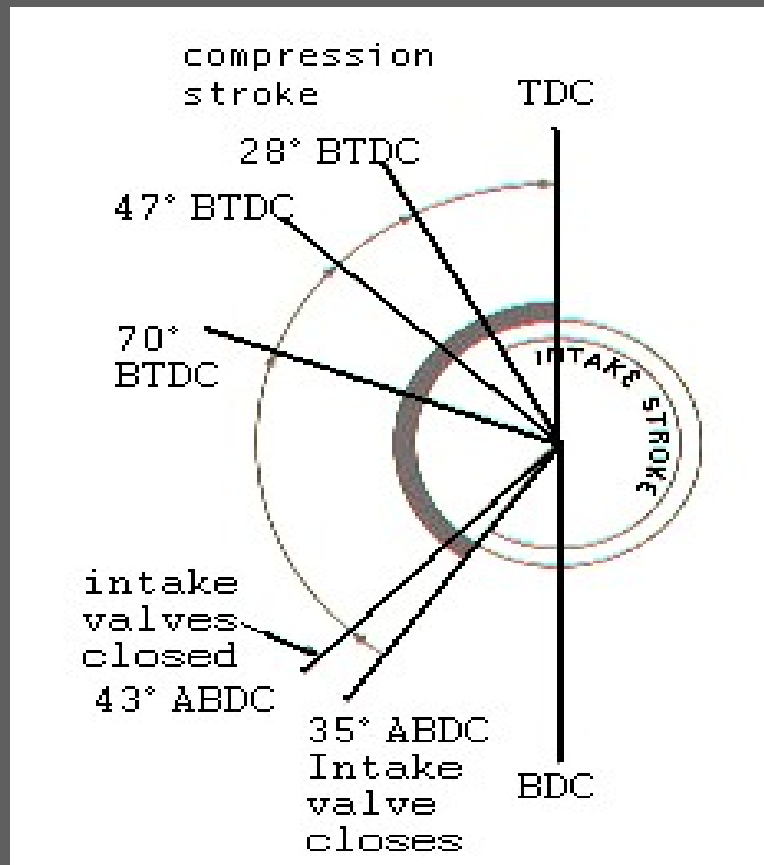 compression
stroke
TDC
28° BTDC
47° BTDC
70°
BTDC
INTAKE STROKE
intake
valves
closed
43° ABDC
35° ABDC
Intake
valve
closes
BDC